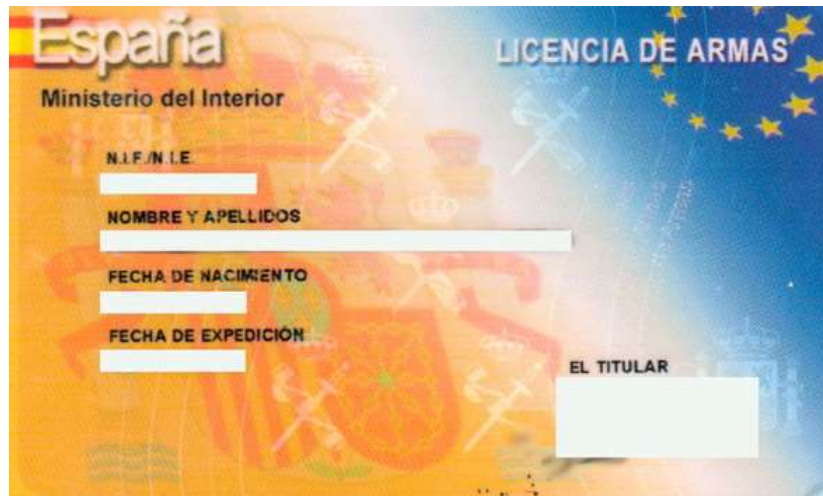 España
LICENCIA DE ARMAS
Ministerio del Interior
N.I.F./N.I.E.
NOMBRE Y APELLIDOS
FECHA DE NACIMIENTO
FECHA DE EXPEDICIÓN
EL TITULAR